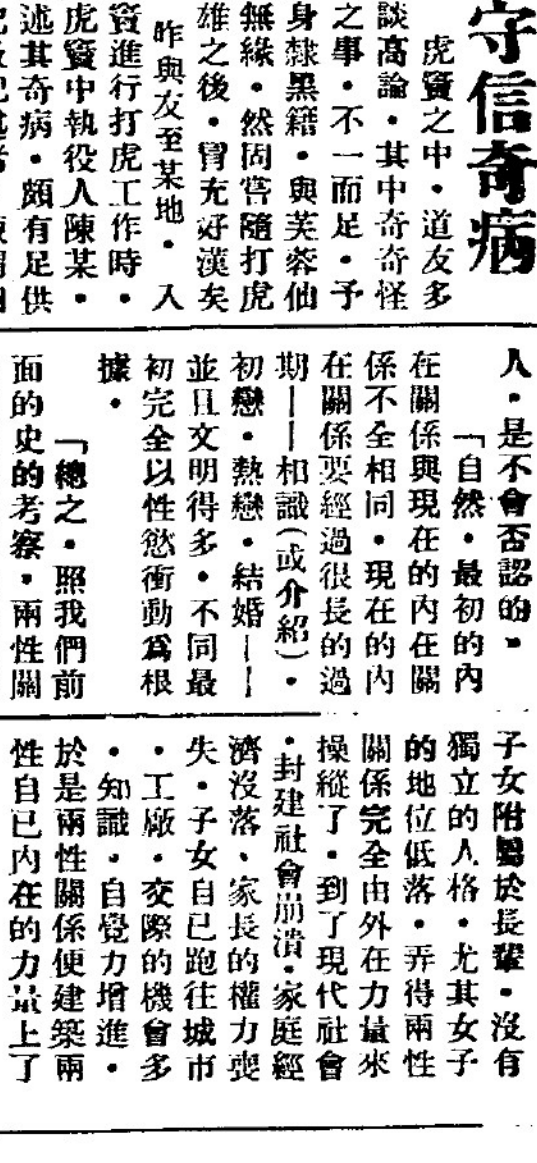 守信奇病
虎竇之中・道友多
談高論・其中奇奇怪
之事・不一而足・予
身隸黑籍・與芙蓉仙
無緣・然固嘗隨打虎
雄之後・冒充好漢矣
昨與友至某地・入
竇進行打虎工作時・
虎竇中執役人陳某・
述其奇病・頗有足供
人・是不會否認的・
「自然・最初的內
在關係與現在的內在關
係不全相同・現在的內
在關係要經過很長的過
期——相識(或介紹)・
初戀・熱戀・結婚——
並且文明得多・不同最
初完全以性慾衝動爲根
據・
「總之・照我們前
面的史的考察・兩性關
子女附屬於長輩・沒有
獨立的人格・尤其女子
的地位低落・弄得兩性
關係完全由外在力量來
操縱了・到了現代社會
・封建社會崩潰・家庭經
濟沒落、家長的權力喪
失・子女自已跑往城市
・工廠・交際的機會多
・知識・自覺力增進・
於是兩性關係便建築兩
性自已內在的力量上了